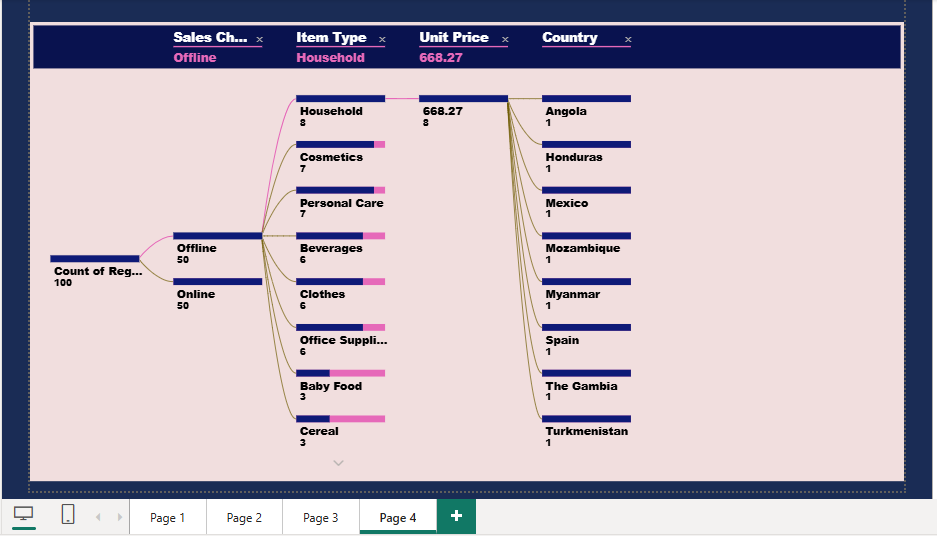 Sales Ch... × Item Type × Unit Price × Country ×
Offline Household 668.27
Household
8
Cosmetics
7
Personal Care
7
Beverages
6
Clothes
6
Office Suppli...
6
Baby Food
3
Cereal
3
668.27
8
Angola
1
Honduras
1
Mexico
1
Mozambique
1
Myanmar
1
Spain
1
The Gambia
1
Turkmenistan
1
Offline
50
Online
50
Count of Reg...
100
Page 1 Page 2 Page 3 Page 4 +